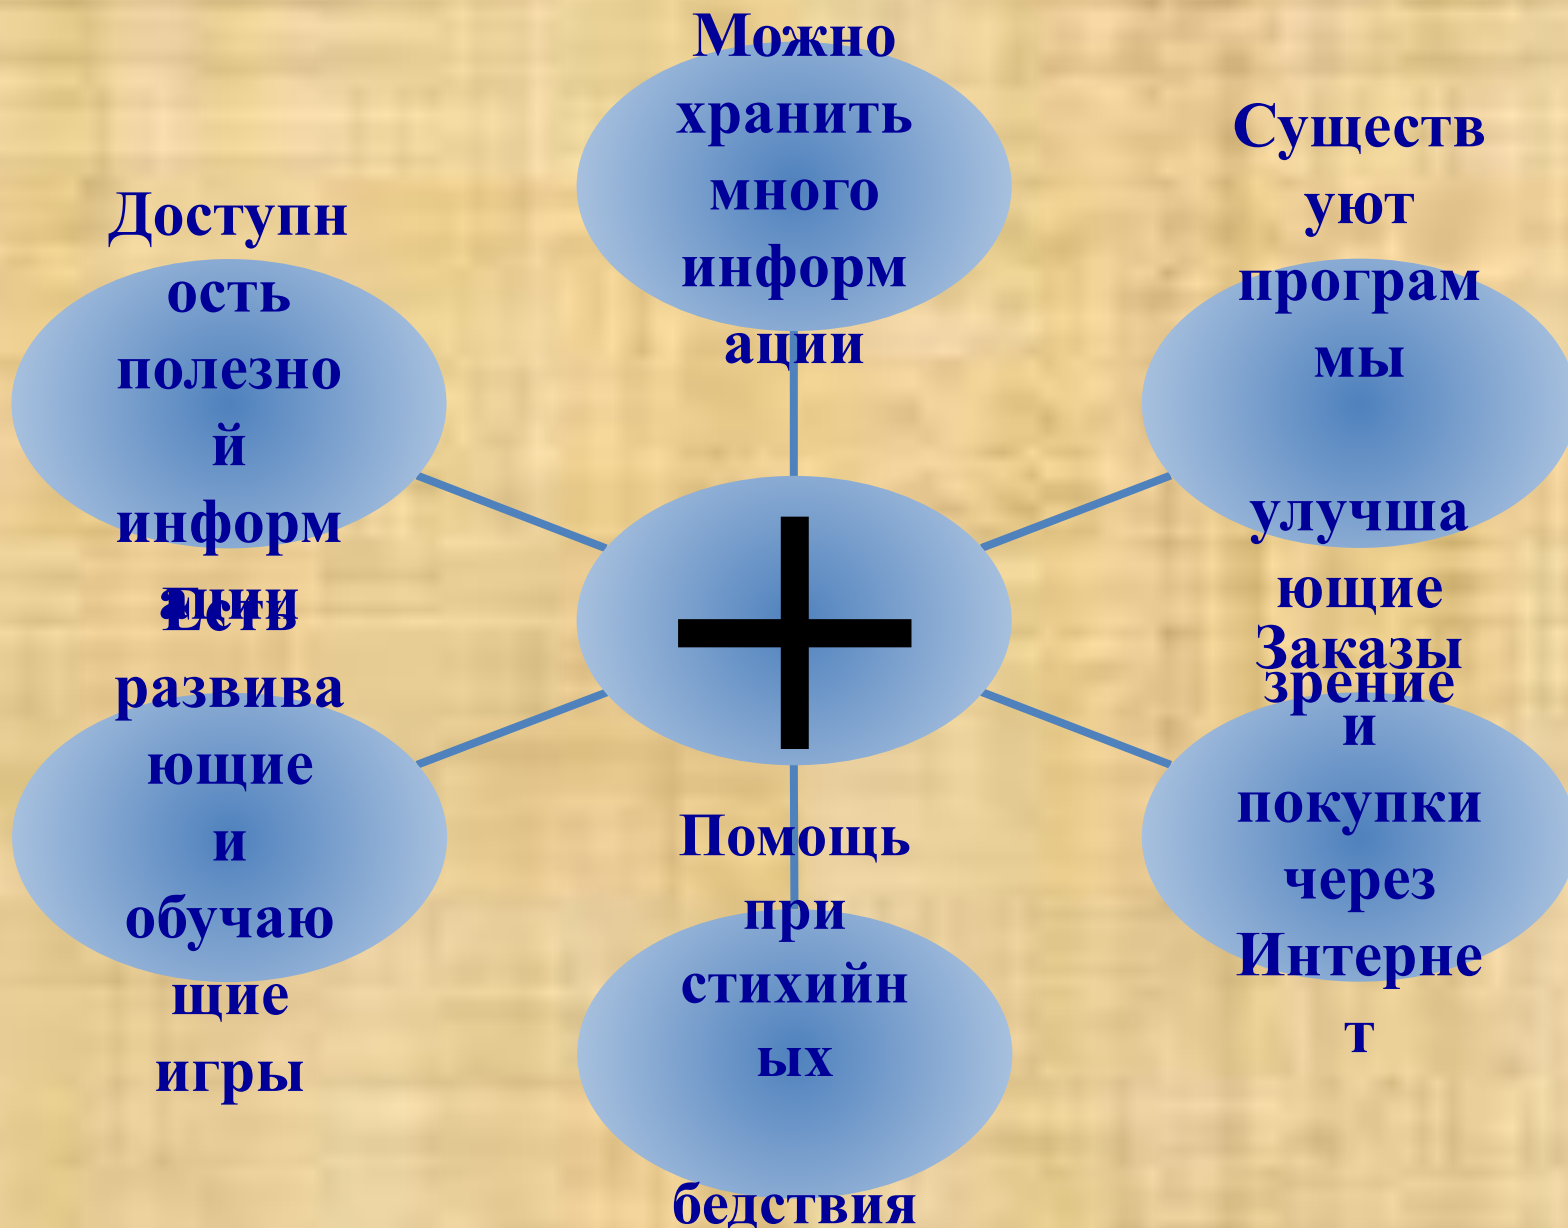 Можно
хранить
много
информ
ации
Существ
уют
програм
мы
улучша
ющие
зрение
Заказы
и
покупки
через
Интерне
т
Помощь
при
стихийн
ых
бедствия
Есть
развива
ющие
и
обучаю
щие
игры
Доступн
ость
полезно
й
информ
ации
+